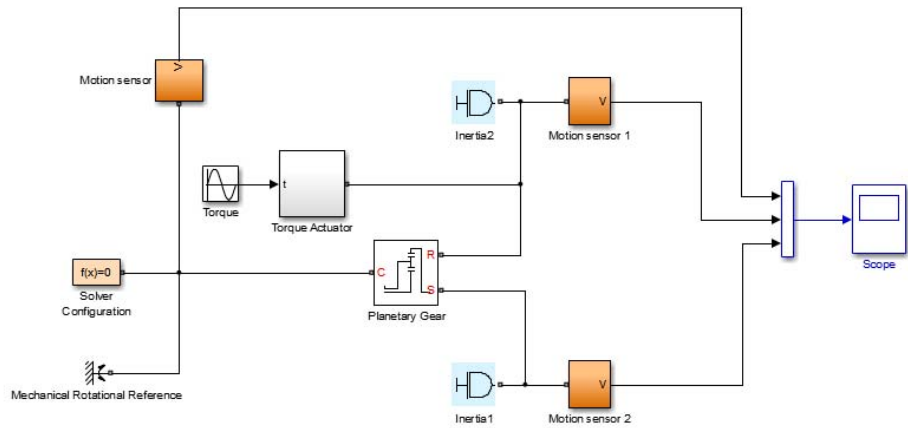 Motion sensor
>
Inertia2
V
Motion sensor 1
t
Torque
Torque Actuator
R
C
S
Planetary Gear
f(x)=0
Solver
Configuration
Scope
Mechanical Rotational Reference
Inertia1
V
Motion sensor 2